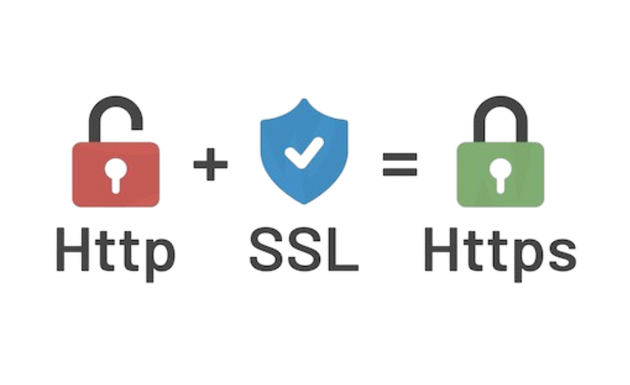 + =
Http SSL Https